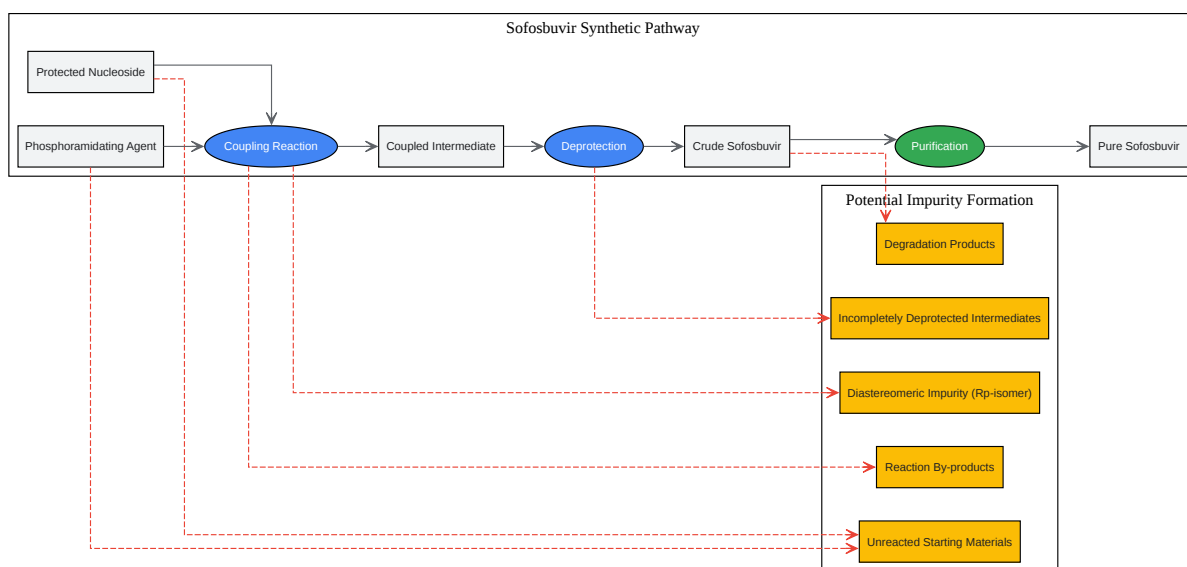 Sofosbuvir Synthetic Pathway
Protected Nucleoside
Phosphoramidating Agent
Coupling Reaction
Coupled Intermediate
Deprotection
Crude Sofosbuvir
Purification
Pure Sofosbuvir
Potential Impurity Formation
Degradation Products
Incompletely Deprotected Intermediates
Diastereomeric Impurity (Rp-isomer)
Reaction By-products
Unreacted Starting Materials